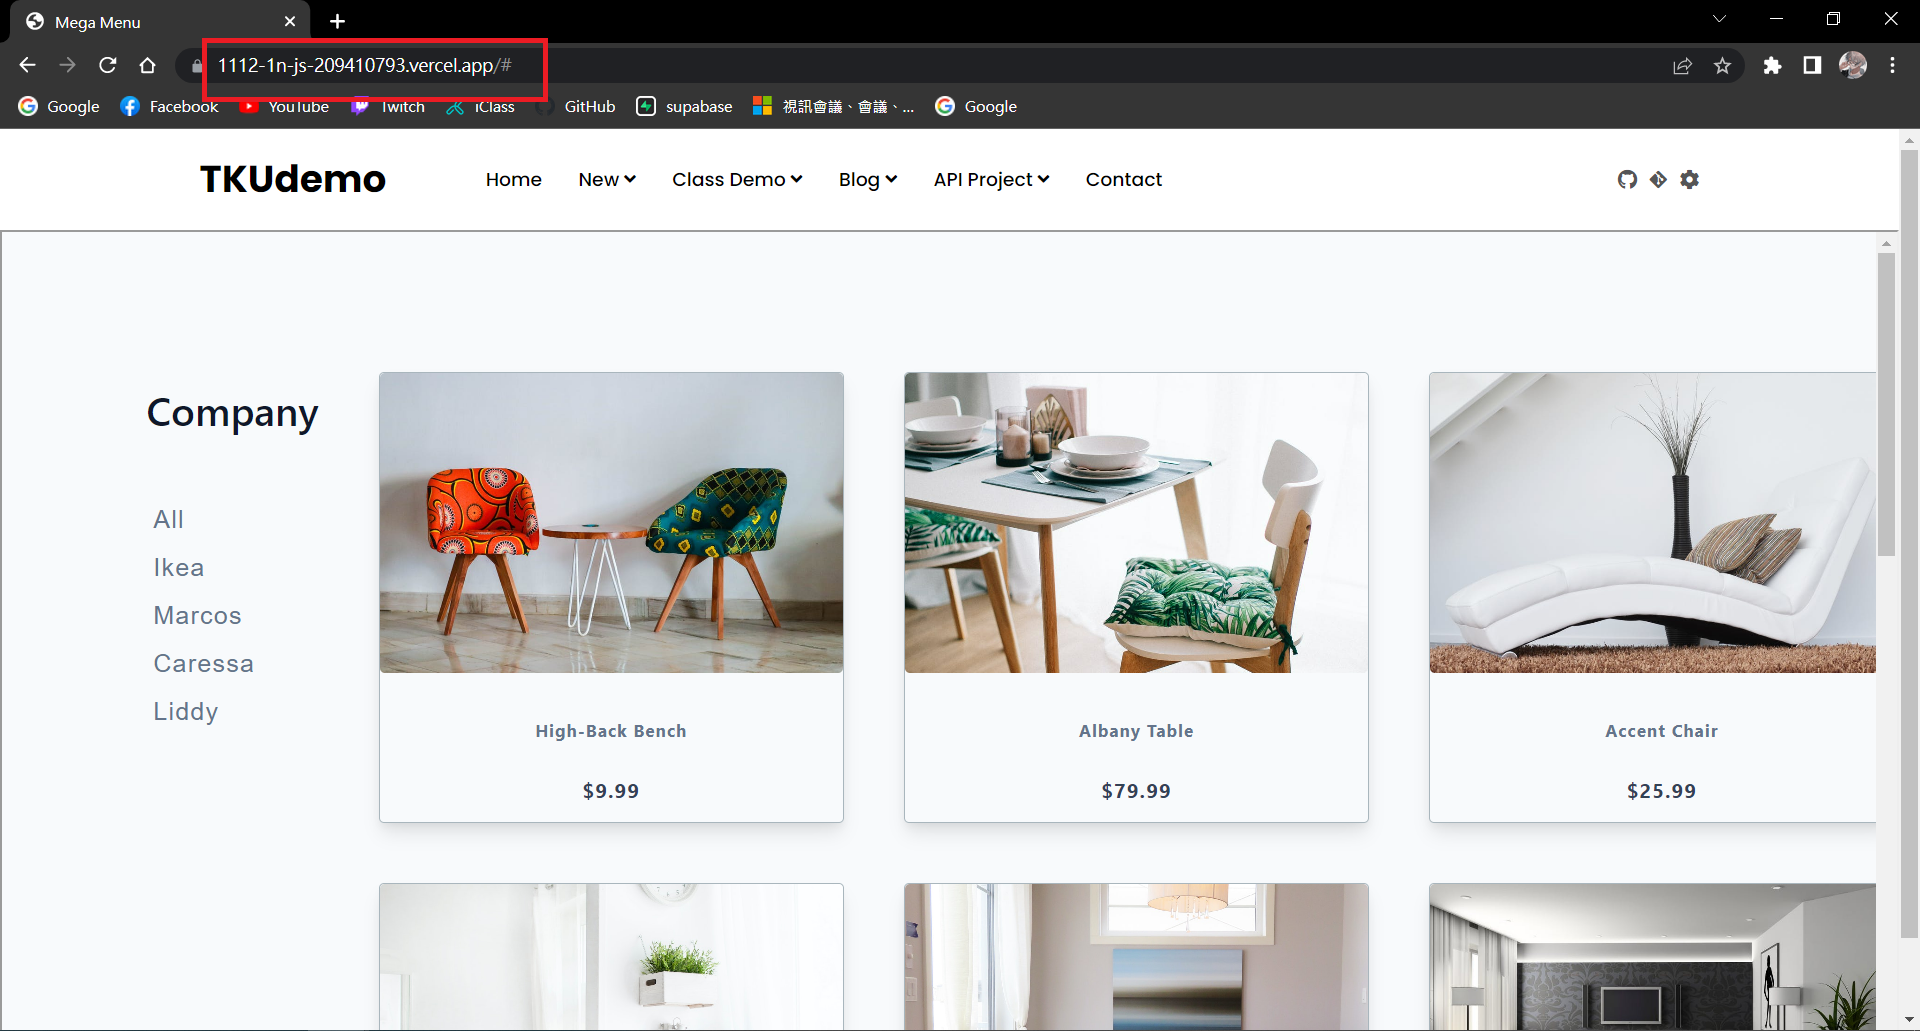 Mega Menu
1112-1n-js-209410793.vercel.app/#
Google Facebook YouTube Twitch iClass GitHub supabase 視訊會議、會議、... Google
TKUdemo Home New Class Demo Blog API Project Contact
Company
All
Ikea
Marcos
Caressa
Liddy
High-Back Bench
$9.99
Albany Table
$79.99
Accent Chair
$25.99